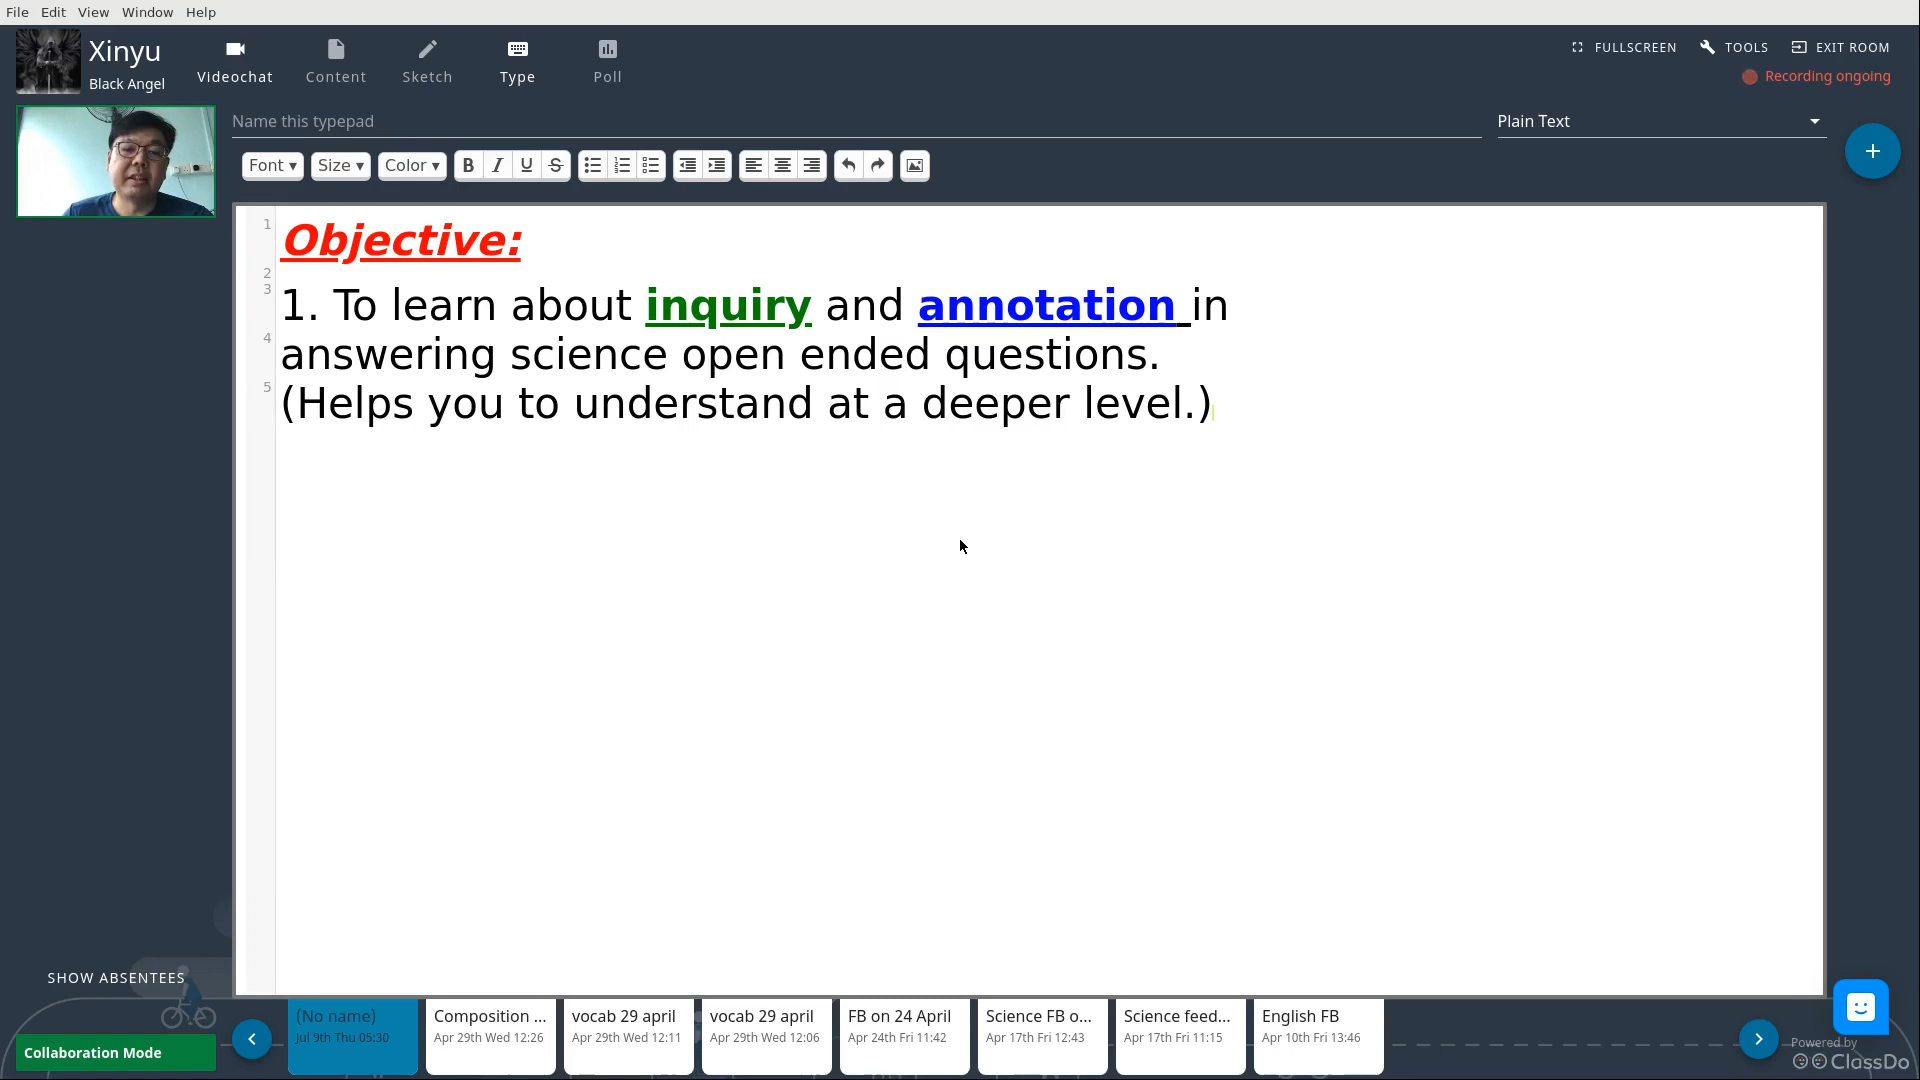 File Edit View Window Help
Xinyu
Black Angel
Videochat
Content
Sketch
Type
Poll
FULLSCREEN
TOOLS
EXIT ROOM
Recording ongoing
Name this typepad
Plain Text
Font ▾ Size ▾ Color ▾ B I U S
1 Objective:
2
3 1. To learn about inquiry and annotation in
4 answering science open ended questions.
5 (Helps you to understand at a deeper level.)
SHOW ABSENTEES
Collaboration Mode
(No name)
Jul 9th Thu 05:30
Composition ...
Apr 29th Wed 12:26
vocab 29 april
Apr 29th Wed 12:11
vocab 29 april
Apr 29th Wed 12:06
FB on 24 April
Apr 24th Fri 11:42
Science FB o...
Apr 17th Fri 12:43
Science feed...
Apr 17th Fri 11:15
English FB
Apr 10th Fri 13:46
Powered by
ClassDo